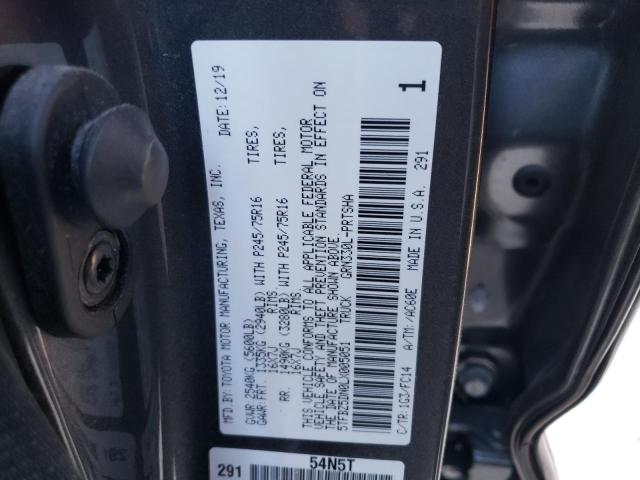 MFD. BY: TOYOTA MOTOR MANUFACTURING, TEXAS, INC. DATE: 12/19
GVWR: 2540KG (5600LB)
GAWR: FRT. 1335KG (2940LB) WITH P245/75R16 TIRES,
16X7J RIMS,
RR. 1490KG (3280LB) WITH P245/75R16 TIRES,
16X7J RIMS,
THIS VEHICLE CONFORMS TO ALL APPLICABLE FEDERAL MOTOR
VEHICLE SAFETY AND THEFT PREVENTION STANDARDS IN EFFECT ON
THE DATE OF MANUFACTURE SHOWN ABOVE.
5TFBZ5DN0LX005051 TRUCK GRN330L-PRTSHA
C/TR:1G3/FC14 A/TM:/AC60E MADE IN U.S.A. 291
1
291 54N5T